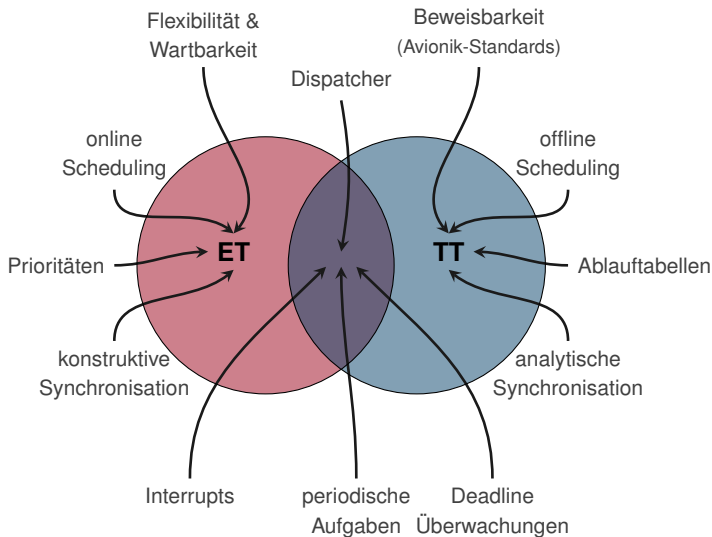 Flexibilität &
Wartbarkeit
Beweisbarkeit
(Avionik-Standards)
Dispatcher
online
Scheduling
offline
Scheduling
ET
TT
Prioritäten
Ablauftabellen
konstruktive
Synchronisation
analytische
Synchronisation
Interrupts
periodische
Aufgaben
Deadline
Überwachungen